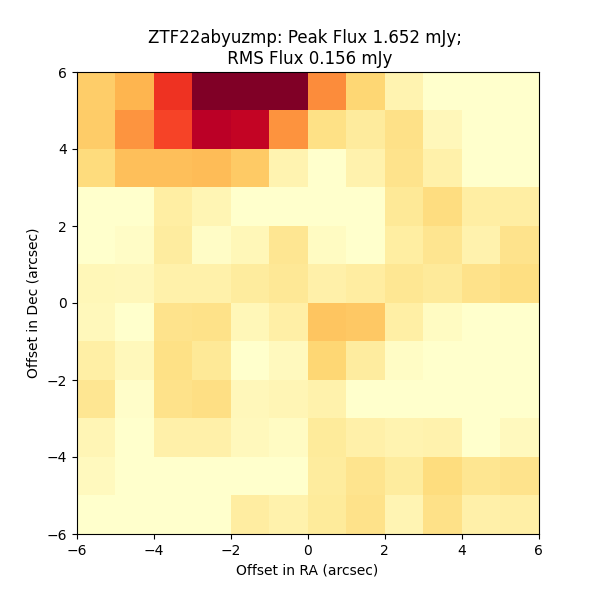 ZTF22abyuzmp: Peak Flux 1.652 mJy;
RMS Flux 0.156 mJy
6
4
2
0
−2
−4
−6
Offset in Dec (arcsec)
−6 −4 −2 0 2 4 6
Offset in RA (arcsec)